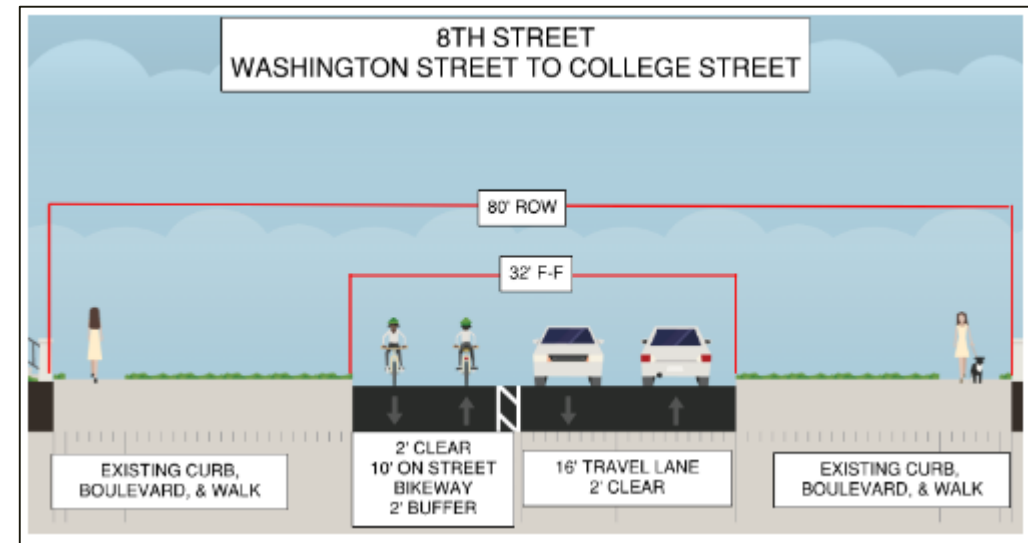 8TH STREET
WASHINGTON STREET TO COLLEGE STREET
80' ROW
32' F-F
EXISTING CURB,
BOULEVARD, & WALK
2' CLEAR
10' ON STREET
BIKEWAY
2' BUFFER
16' TRAVEL LANE
2' CLEAR
EXISTING CURB,
BOULEVARD, & WALK